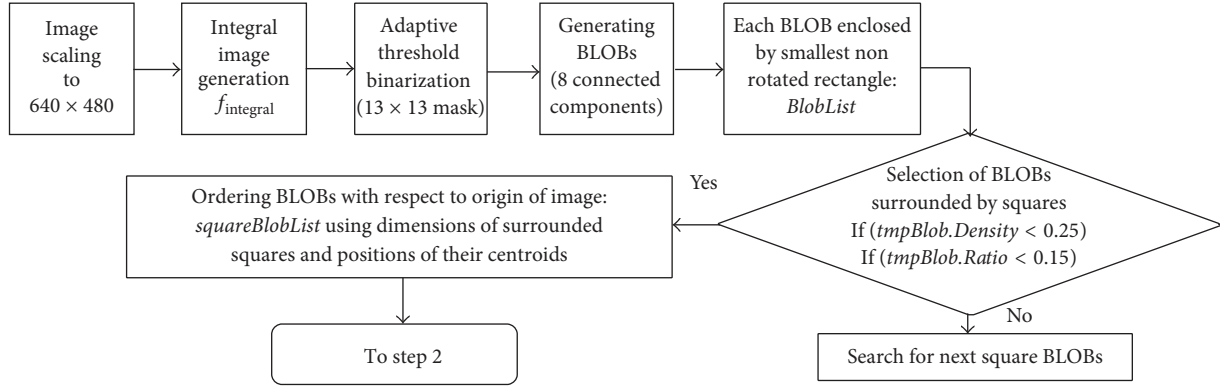 Image
scaling
to
640 × 480
Integral
image
generation
f_integral
Adaptive
threshold
binarization
(13 × 13 mask)
Generating
BLOBs
(8 connected
components)
Each BLOB enclosed
by smallest non
rotated rectangle:
BlobList
Selection of BLOBs
surrounded by squares
If (tmpBlob.Density < 0.25)
If (tmpBlob.Ratio < 0.15)
Yes
Ordering BLOBs with respect to origin of image:
squareBlobList using dimensions of surrounded
squares and positions of their centroids
To step 2
No
Search for next square BLOBs